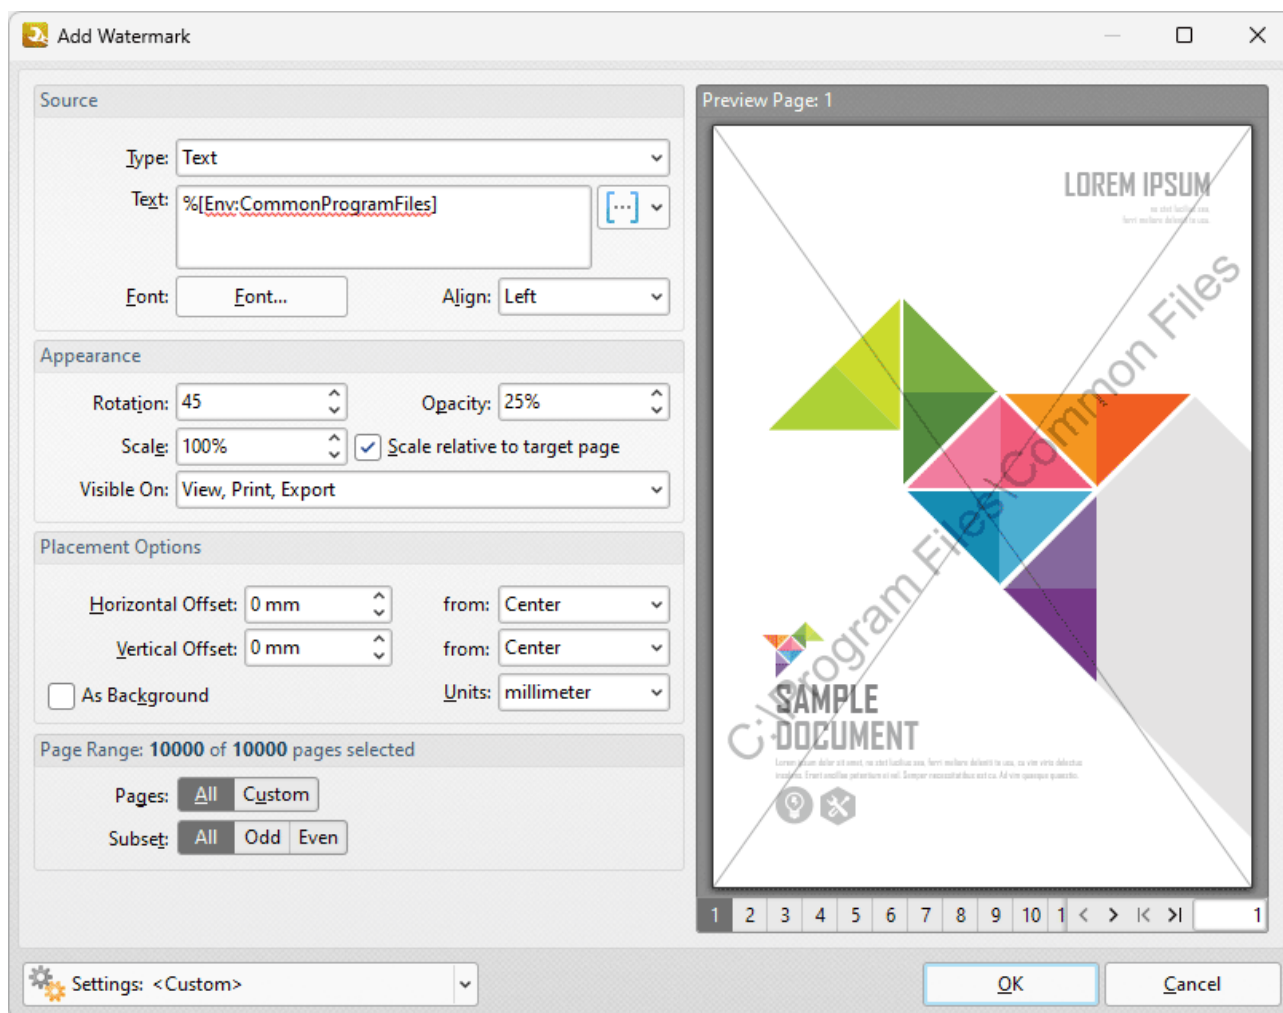 Add Watermark
Source
Type: Text
Text: %[Env:CommonProgramFiles]
[...]
Font: Font... Align: Left
Appearance
Rotation: 45 Opacity: 25%
Scale: 100% Scale relative to target page
Visible On: View, Print, Export
Placement Options
Horizontal Offset: 0 mm from: Center
Vertical Offset: 0 mm from: Center
As Background Units: millimeter
Page Range: 10000 of 10000 pages selected
Pages: All Custom
Subset: All Odd Even
Preview Page: 1
LOREM IPSUM
C:\Program Files\Common Files
SAMPLE
DOCUMENT
1 2 3 4 5 6 7 8 9 10 1 1
Settings: <Custom>
OK Cancel